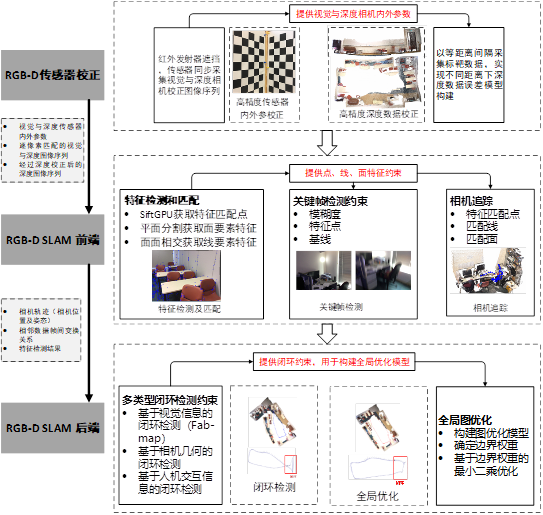 提供视觉与深度相机内外参数
RGB-D传感器校正
红外发射器遮挡
、传感器同步采
集视觉与深度相
机校正图像序列
高精度传感器
内外参校正
高精度深度数据校正
以等距离间隔采
集标靶数据，实
现不同距离下深
度数据误差模型
构建
视觉与深度传感器
内外参数
逐像素匹配的视觉
与深度图像序列
经过深度校正后的
深度图像序列
提供点、线、面特征约束
RGB-D SLAM 前端
特征检测和匹配
SiftGPU获取特征匹配点
平面分割获取面要素特征
面面相交获取线要素特征
特征检测及匹配
关键帧检测约束
模糊度
特征点
基线
关键帧检测
相机追踪
特征匹配点
匹配线
匹配面
相机追踪
相机轨迹（相机位
置及姿态）
相邻数据帧间变换
关系
特征检测结果
提供闭环约束，用于构建全局优化模型
RGB-D SLAM 后端
多类型闭环检测约束
基于视觉信息的
闭环检测（Fab-
map）
基于相机几何的
闭环检测
基于人机交互信
息的闭环检测
闭环检测
全局优化
全局图优化
构建图优化模型
确定边界权重
基于边界权重的
最小二乘优化